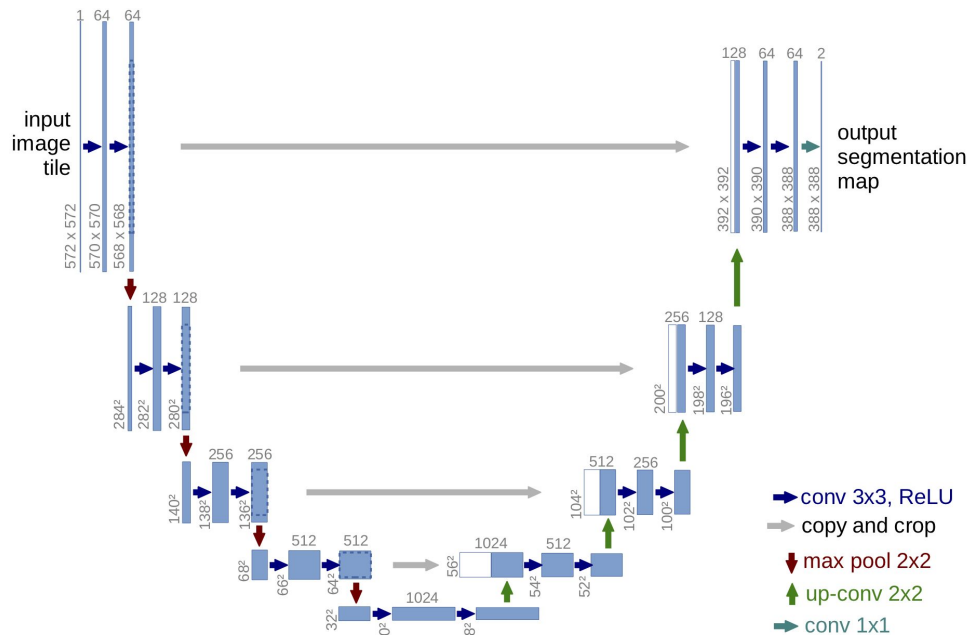 1 64 64
128 64 64 2
input
image
tile
output
segmentation
map
572 x 572
570 x 570
568 x 568
392 x 392
390 x 390
388 x 388
388 x 388
128 128
256 128
284²
282²
280²
200²
198²
196²
256 256
512 256
140²
138²
136²
104²
102²
100²
512 512
1024 512
68²
66²
64²
56²
54²
52²
1024
32²
conv 3x3, ReLU
copy and crop
max pool 2x2
up-conv 2x2
conv 1x1